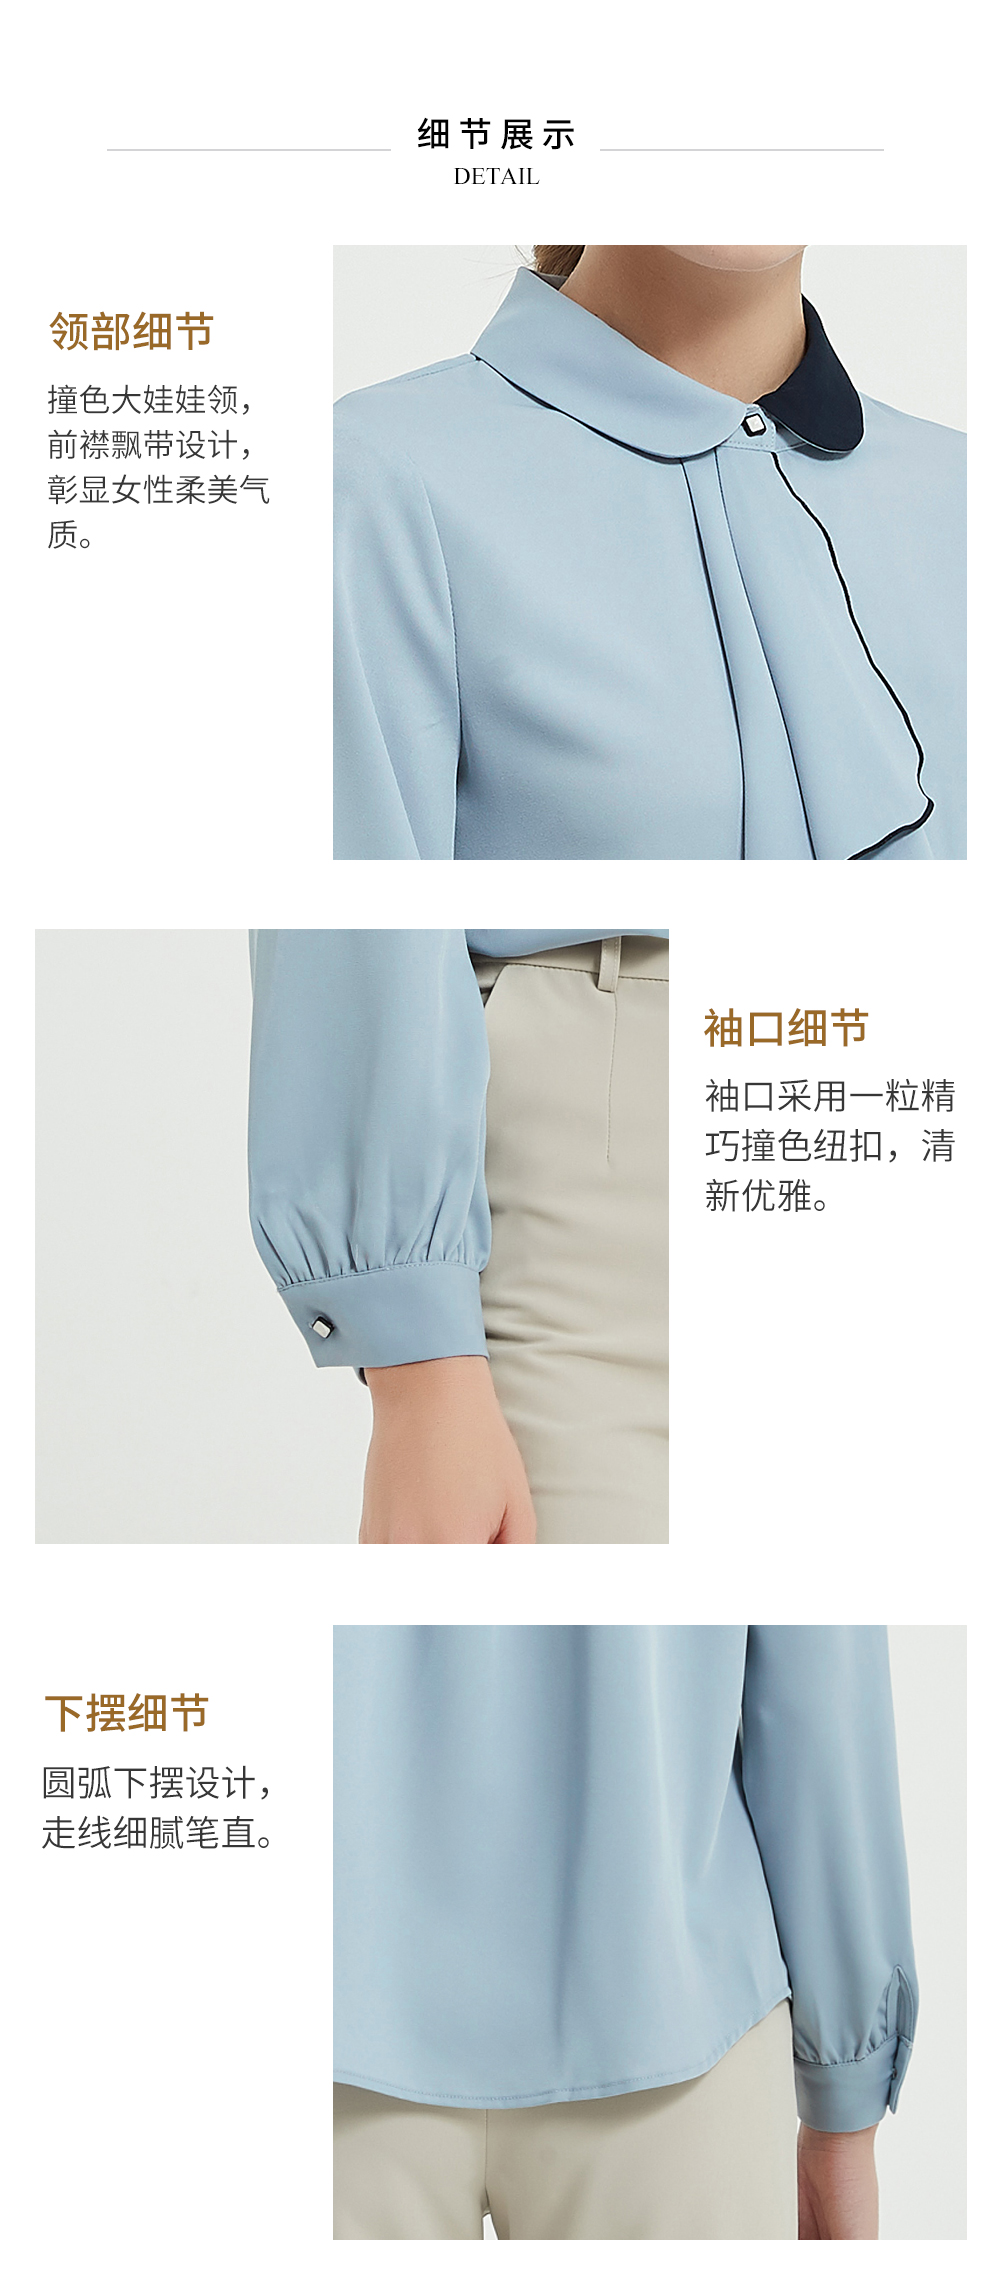 细节展示
DETAIL
领部细节
撞色大娃娃领，
前襟飘带设计，
彰显女性柔美气
质。
袖口细节
袖口采用一粒精
巧撞色纽扣，清
新优雅。
下摆细节
圆弧下摆设计，
走线细腻笔直。